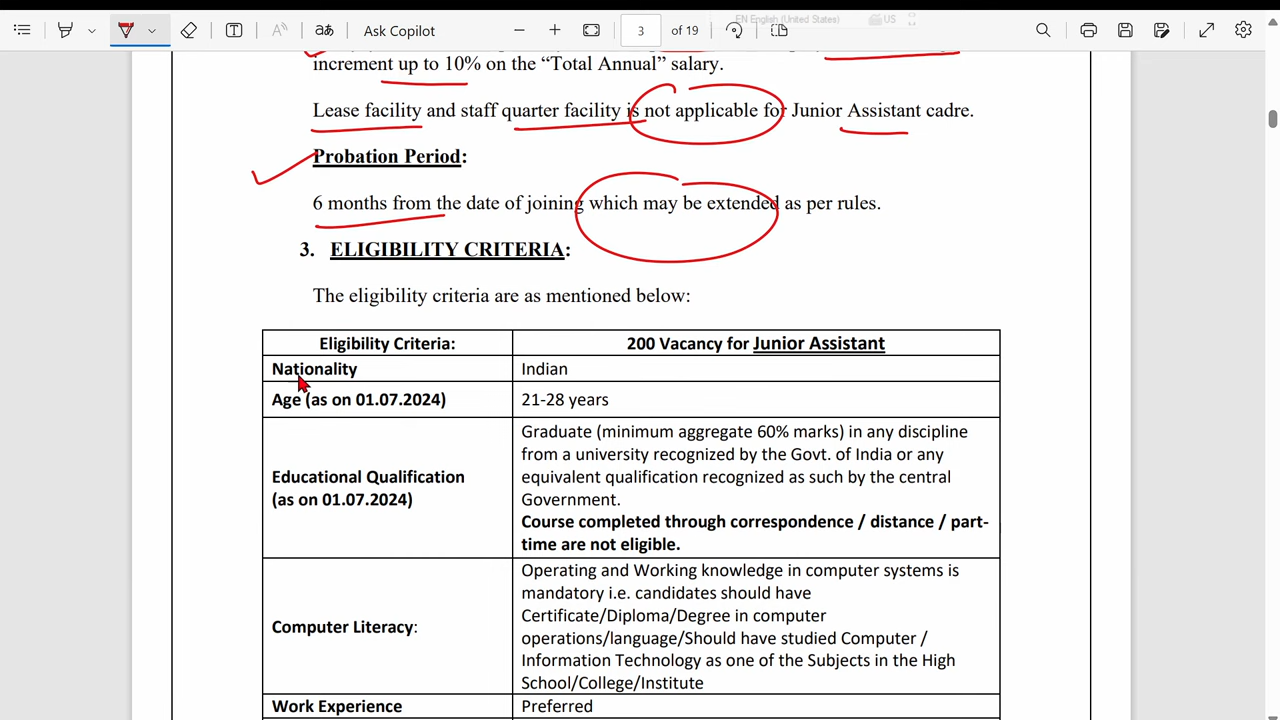 EN English (United States)
US
Ask Copilot
3
of 19
increment up to 10% on the “Total Annual” salary.
Lease facility and staff quarter facility is not applicable for Junior Assistant cadre.
Probation Period:
6 months from the date of joining which may be extended as per rules.
3. ELIGIBILITY CRITERIA:
The eligibility criteria are as mentioned below:
Eligibility Criteria:
200 Vacancy for Junior Assistant
Nationality
Indian
Age (as on 01.07.2024)
21-28 years
Educational Qualification
(as on 01.07.2024)
Graduate (minimum aggregate 60% marks) in any discipline
from a university recognized by the Govt. of India or any
equivalent qualification recognized as such by the central
Government.
Course completed through correspondence / distance / part-
time are not eligible.
Computer Literacy:
Operating and Working knowledge in computer systems is
mandatory i.e. candidates should have
Certificate/Diploma/Degree in computer
operations/language/Should have studied Computer /
Information Technology as one of the Subjects in the High
School/College/Institute
Work Experience
Preferred